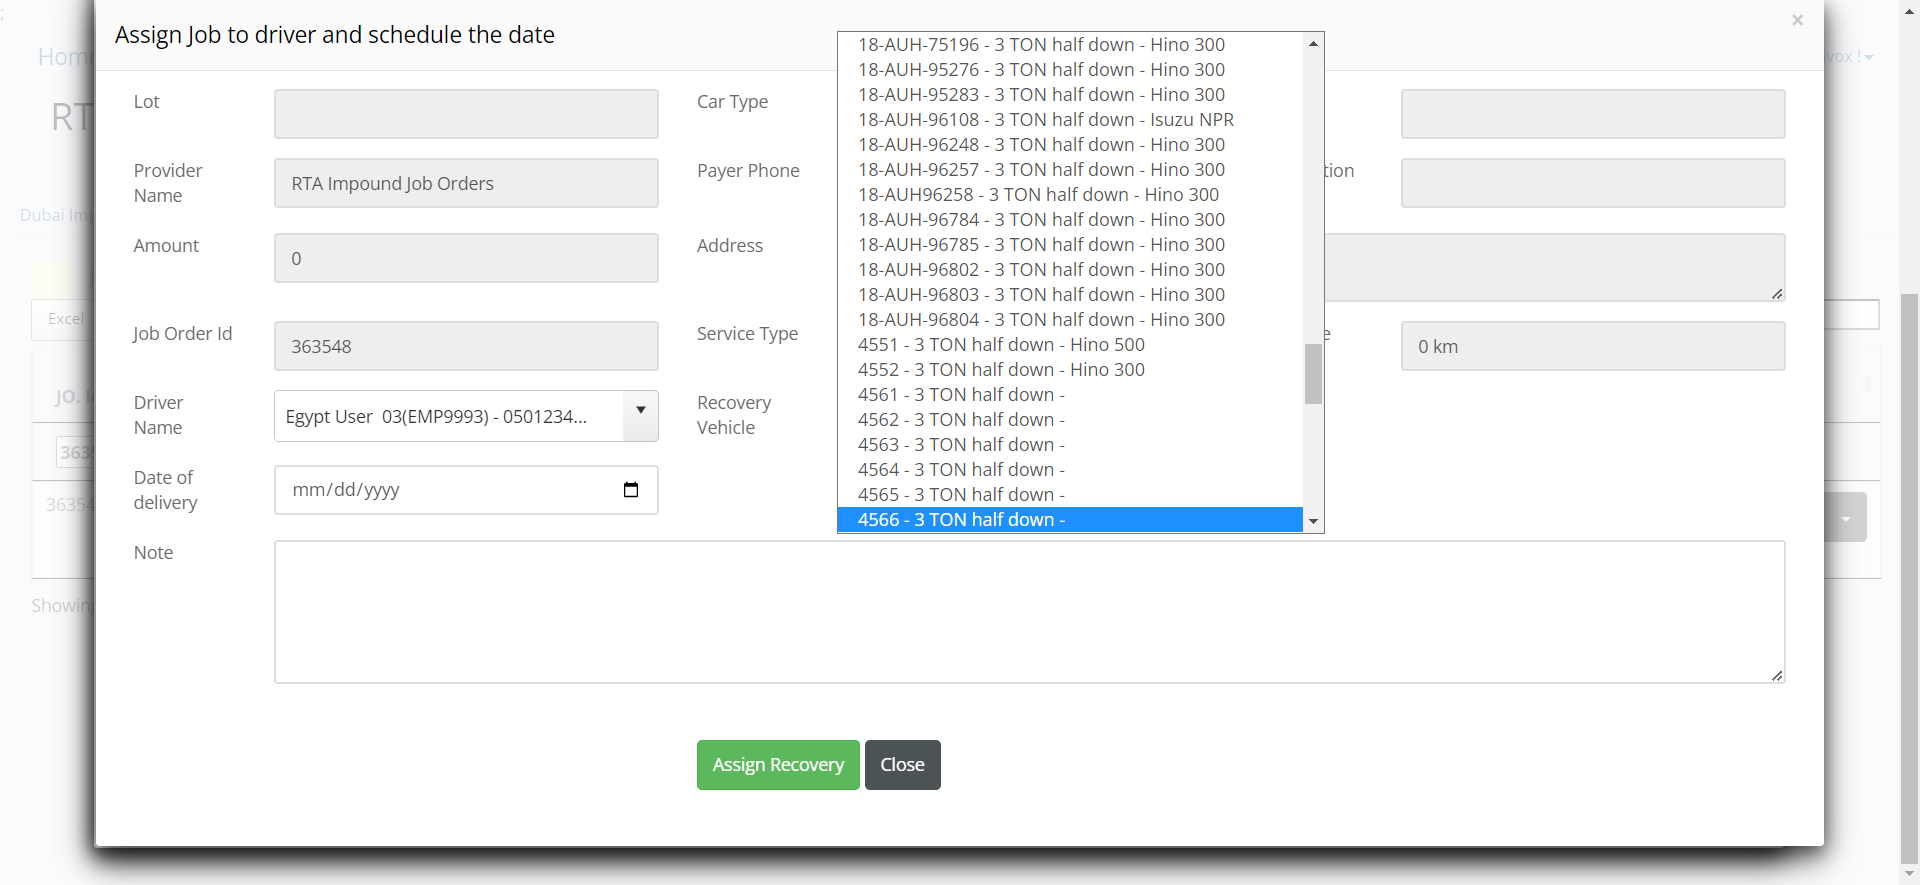 ;
Assign Job to driver and schedule the date
×
Home
vox !
RT
Lot
Car Type
Provider Name
RTA Impound Job Orders
Payer Phone
tion
Dubai Im
Amount
0
Address
Excel
Job Order Id
363548
Service Type
e
0 km
JO. I
Driver Name
Egypt User 03(EMP9993) - 0501234...
Recovery Vehicle
363
Date of delivery
mm/dd/yyyy
36354
Note
Showin
18-AUH-75196 - 3 TON half down - Hino 300
18-AUH-95276 - 3 TON half down - Hino 300
18-AUH-95283 - 3 TON half down - Hino 300
18-AUH-96108 - 3 TON half down - Isuzu NPR
18-AUH-96248 - 3 TON half down - Hino 300
18-AUH-96257 - 3 TON half down - Hino 300
18-AUH96258 - 3 TON half down - Hino 300
18-AUH-96784 - 3 TON half down - Hino 300
18-AUH-96785 - 3 TON half down - Hino 300
18-AUH-96802 - 3 TON half down - Hino 300
18-AUH-96803 - 3 TON half down - Hino 300
18-AUH-96804 - 3 TON half down - Hino 300
4551 - 3 TON half down - Hino 500
4552 - 3 TON half down - Hino 300
4561 - 3 TON half down -
4562 - 3 TON half down -
4563 - 3 TON half down -
4564 - 3 TON half down -
4565 - 3 TON half down -
4566 - 3 TON half down -
Assign Recovery
Close